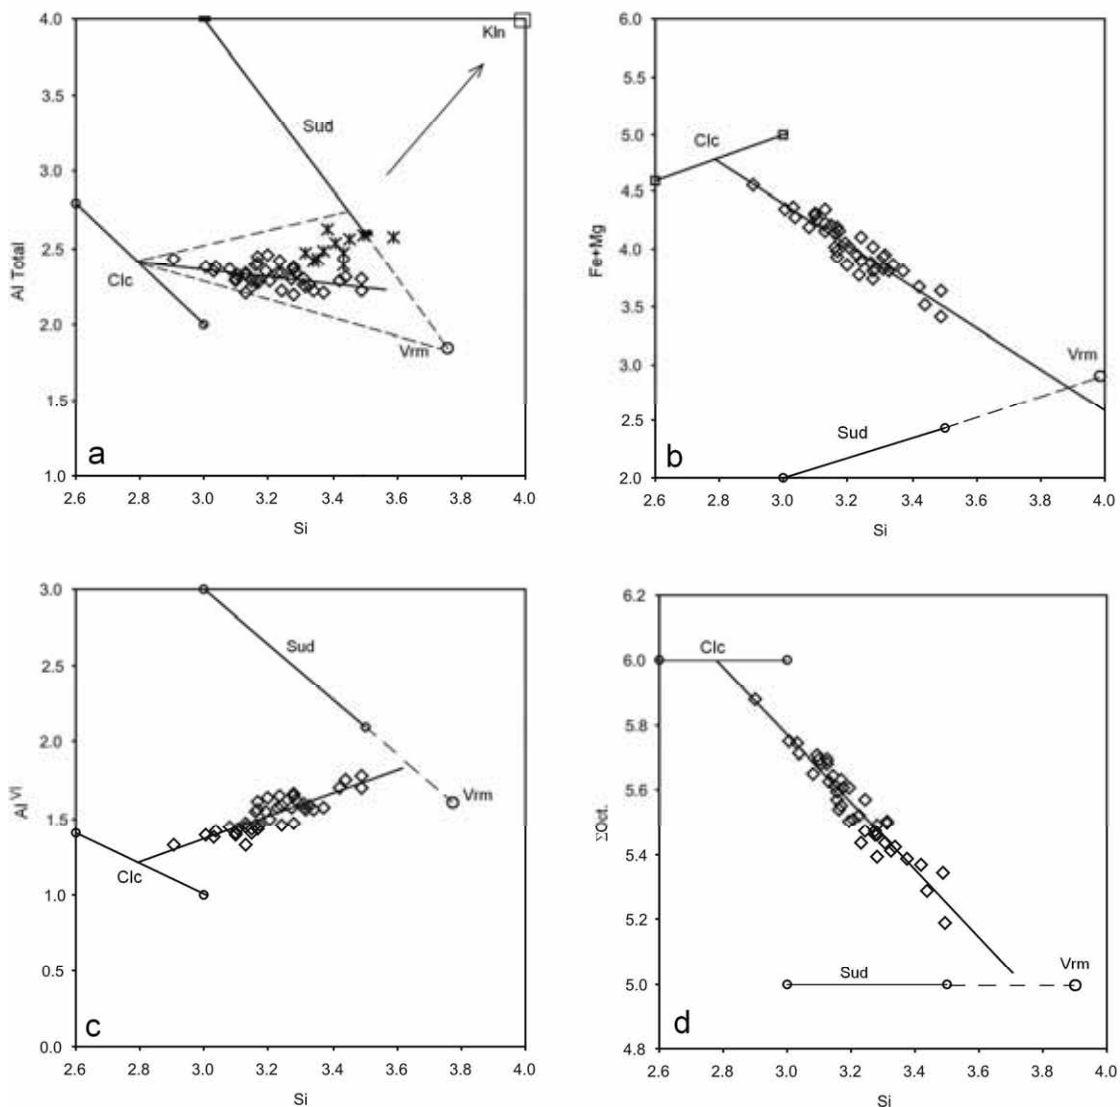 4.0
3.5
3.0
2.5
2.0
1.5
1.0
Al Total
Kln
Sud
Clc
Vrm
a
2.6 2.8 3.0 3.2 3.4 3.6 3.8 4.0
Si
6.0
5.5
5.0
4.5
4.0
3.5
3.0
2.5
2.0
Fe+Mg
Clc
Vrm
Sud
b
2.6 2.8 3.0 3.2 3.4 3.6 3.8 4.0
Si
3.0
2.5
2.0
1.5
1.0
0.5
0.0
Al VI
Sud
Vrm
Clc
c
2.6 2.8 3.0 3.2 3.4 3.6 3.8 4.0
Si
6.2
6.0
5.8
5.6
5.4
5.2
5.0
4.8
ΣOct.
Clc
Sud
Vrm
d
2.6 2.8 3.0 3.2 3.4 3.6 3.8 4.0
Si